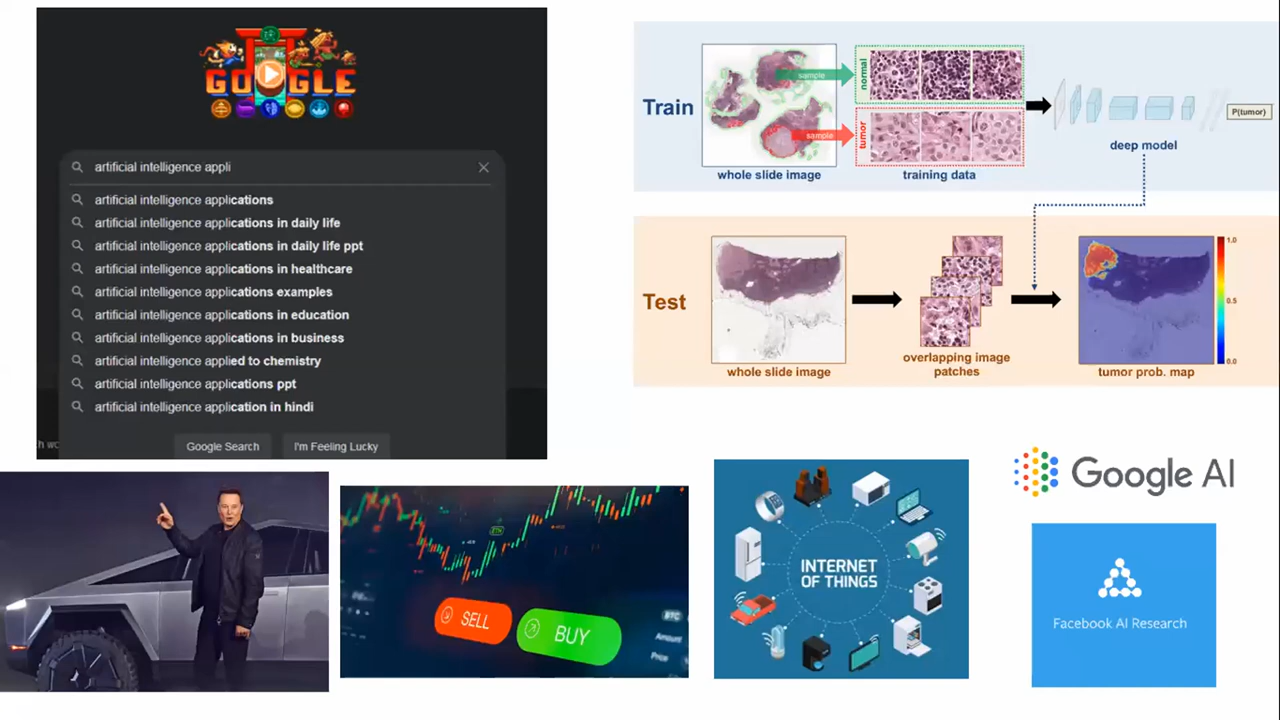 GOOGLE
artificial intelligence appli
artificial intelligence applications
artificial intelligence applications in daily life
artificial intelligence applications in daily life ppt
artificial intelligence applications in healthcare
artificial intelligence applications examples
artificial intelligence applications in education
artificial intelligence applications in business
artificial intelligence applied to chemistry
artificial intelligence applications ppt
artificial intelligence application in hindi
Google Search
I'm Feeling Lucky
Train
sample
sample
normal
tumor
whole slide image
training data
deep model
P(tumor)
Test
whole slide image
overlapping image
patches
tumor prob. map
1.0
0.5
0.0
SELL
BUY
BTC
Amount
Price
INTERNET
OF THINGS
Google AI
Facebook AI Research